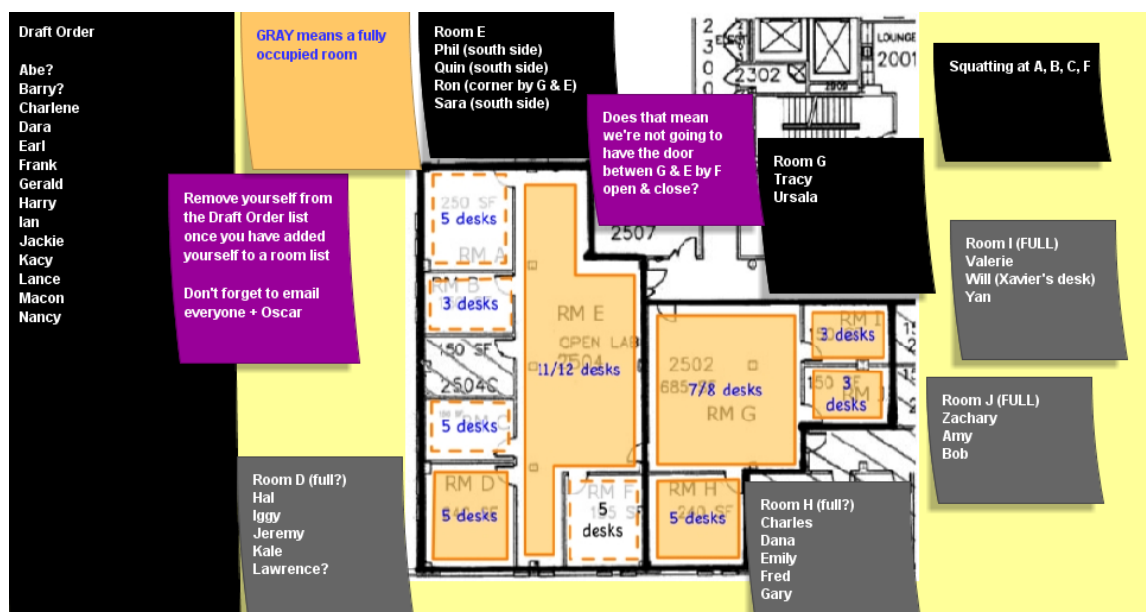 Draft Order
Abe?
Barry?
Charlene
Dara
Earl
Frank
Gerald
Harry
Ian
Jackie
Kacy
Lance
Macon
Nancy
GRAY means a fully
occupied room
Remove yourself from
the Draft Order list
once you have added
yourself to a room list
Don't forget to email
everyone + Oscar
Room E
Phil (south side)
Quin (south side)
Ron (corner by G & E)
Sara (south side)
Does that mean
we're not going to
have the door
betwen G & E by F
open & close?
Room G
Tracy
Ursala
Squatting at A, B, C, F
Room I (FULL)
Valerie
Will (Xavier's desk)
Yan
Room J (FULL)
Zachary
Amy
Bob
Room D (full?)
Hal
Iggy
Jeremy
Kale
Lawrence?
Room H (full?)
Charles
Dana
Emily
Fred
Gary
2302
LOUNGE
2001
2909
2507
250 SF
5 desks
RM A
RM B
3 desks
150 SF
2504C
5 desks
RM D
5 desks
RM E
OPEN LAB
2504
11/12 desks
RM F
5
desks
2502
7/8 desks
RM G
RM H
5 desks
240 SF
RM I
3 desks
150 SF
3
desks
RM J